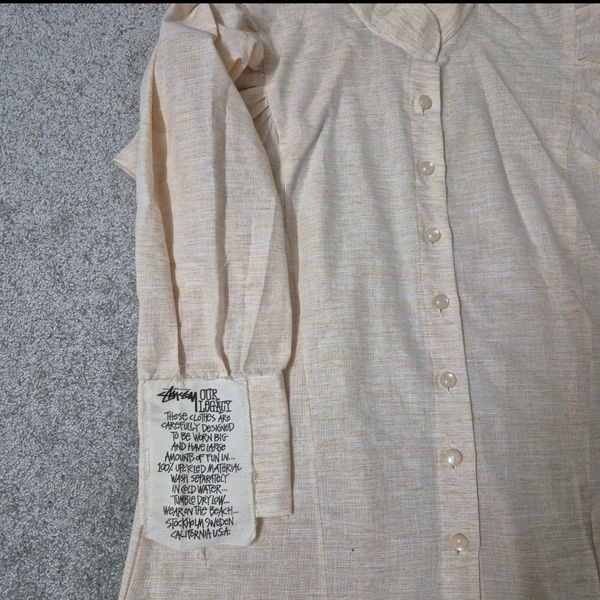 STÜSSY OUR
LEGACY
THESE CLOTHES ARE
CAREFULLY DESIGNED
TO BE WORN BIG
AND HAVE LARGE
AMOUNTS OF FUN IN...
100% UPCYCLED MATERIAL
WASH SEPARATELY
IN COLD WATER...
TUMBLE DRY LOW...
WEAR ON THE BEACH...
STOCKHOLM SWEDEN
CALIFORNIA U.S.A.